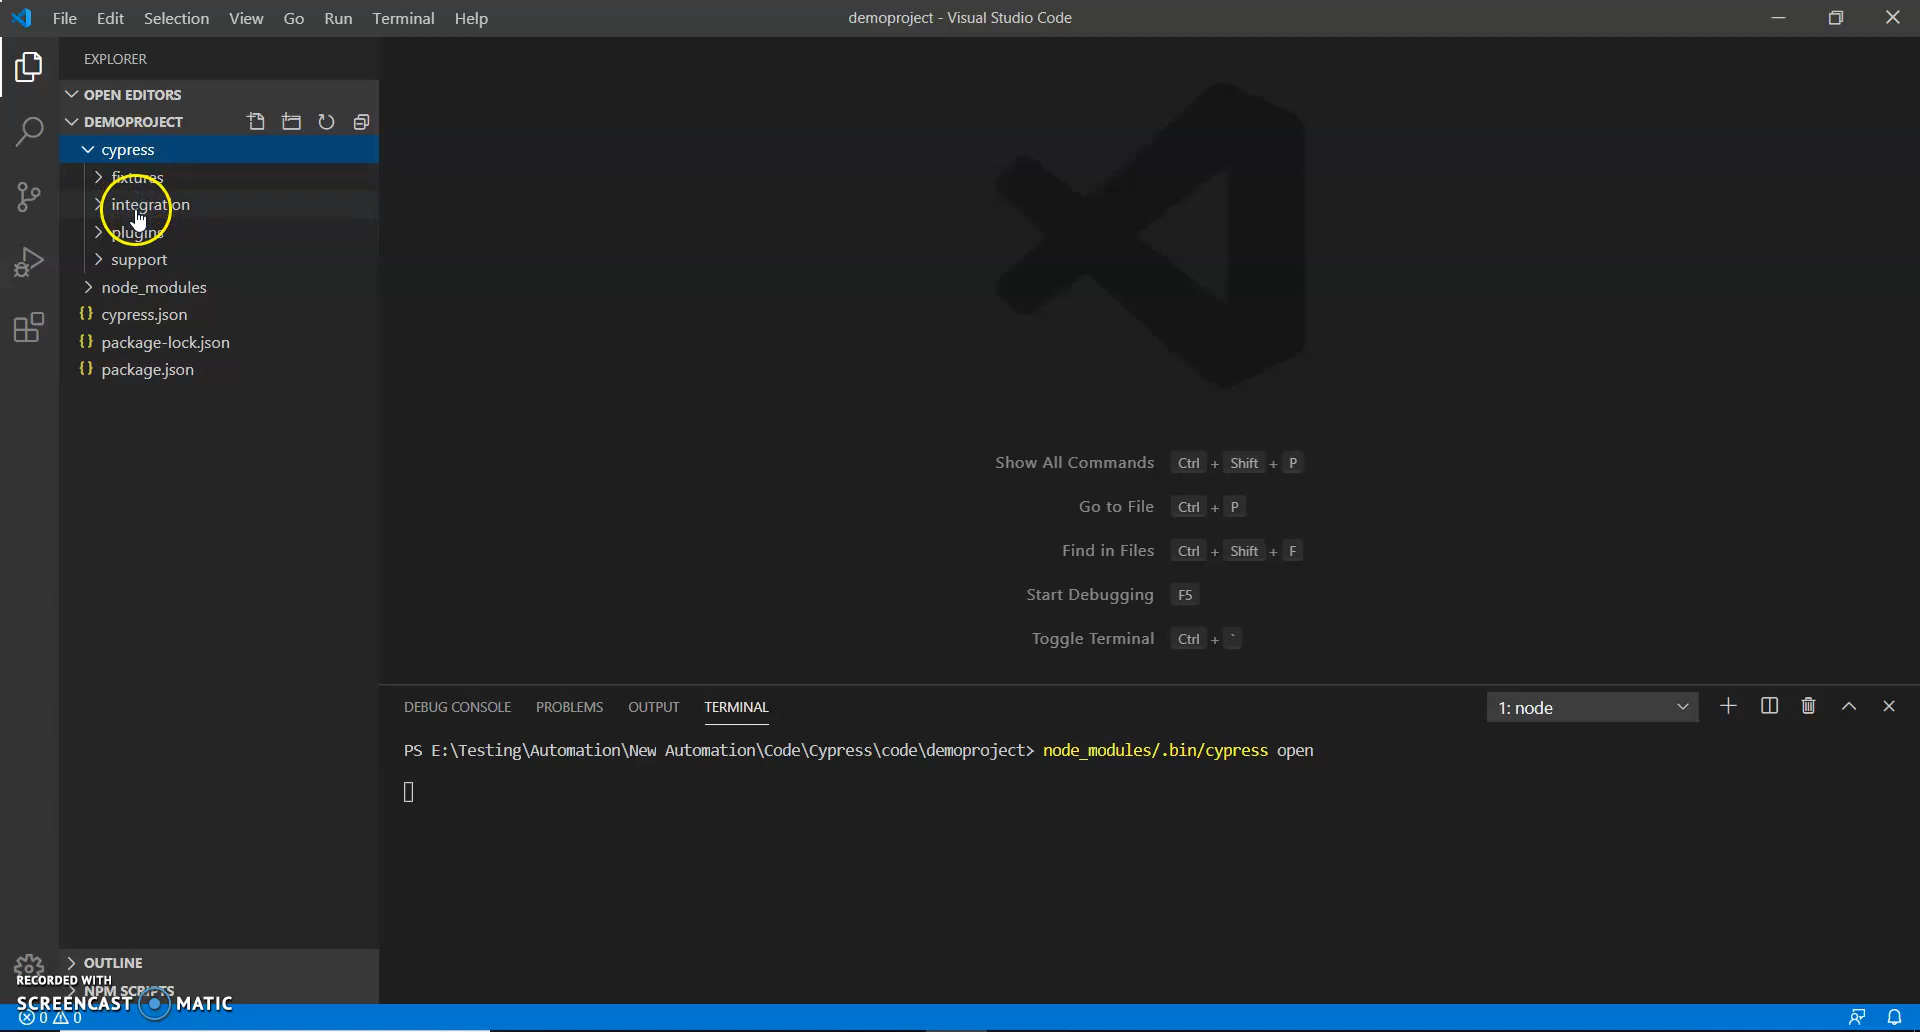 File Edit Selection View Go Run Terminal Help
demoproject - Visual Studio Code
EXPLORER
OPEN EDITORS
DEMOPROJECT
cypress
fixtures
integration
plugins
support
node_modules
cypress.json
package-lock.json
package.json
Show All Commands Ctrl + Shift + P
Go to File Ctrl + P
Find in Files Ctrl + Shift + F
Start Debugging F5
Toggle Terminal Ctrl + `
DEBUG CONSOLE PROBLEMS OUTPUT TERMINAL
1: node
PS E:\Testing\Automation\New Automation\Code\Cypress\code\demoproject> node_modules/.bin/cypress open
OUTLINE
RECORDED WITH
NPM SCRIPTS
SCREENCAST MATIC
0 0